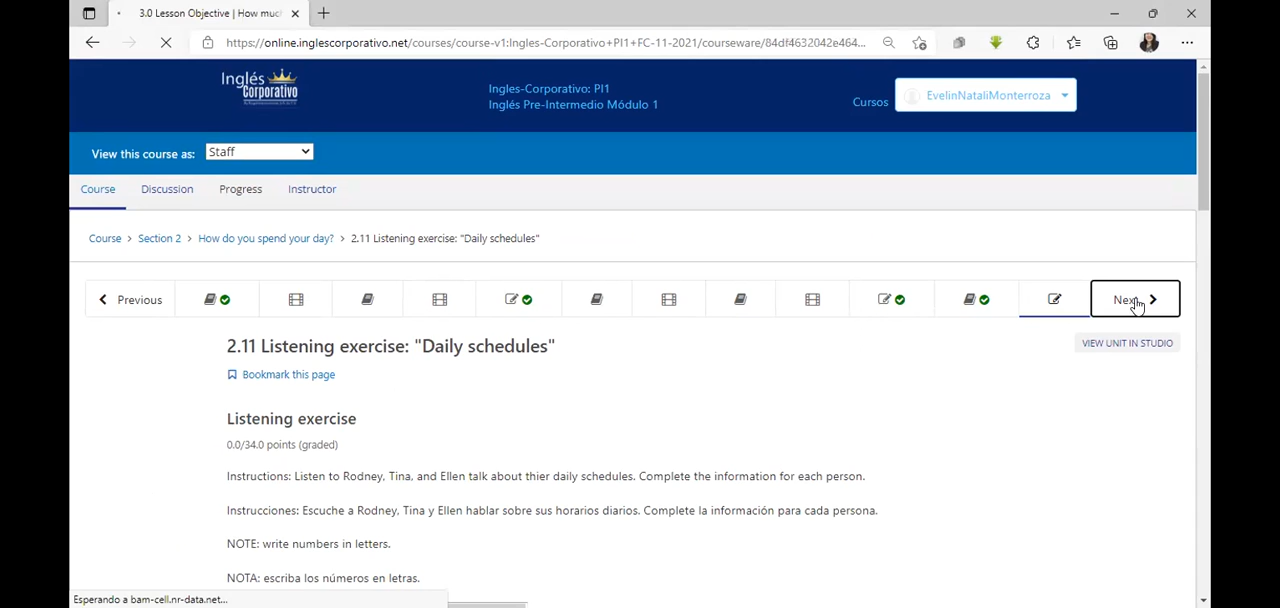 3.0 Lesson Objective | How much
https://online.inglescorporativo.net/courses/course-v1:Ingles-Corporativo+PI1+FC-11-2021/courseware/84df4632042e464...
Inglés
Corporativo
Ingles-Corporativo: PI1
Inglés Pre-Intermedio Módulo 1
Cursos
EvelinNataliMonterroza
View this course as:
Staff
Course
Discussion
Progress
Instructor
Course > Section 2 > How do you spend your day? > 2.11 Listening exercise: "Daily schedules"
Previous
Next
2.11 Listening exercise: "Daily schedules"
VIEW UNIT IN STUDIO
Bookmark this page
Listening exercise
0.0/34.0 points (graded)
Instructions: Listen to Rodney, Tina, and Ellen talk about thier daily schedules. Complete the information for each person.
Instrucciones: Escuche a Rodney, Tina y Ellen hablar sobre sus horarios diarios. Complete la información para cada persona.
NOTE: write numbers in letters.
NOTA: escriba los números en letras.
Esperando a bam-cell.nr-data.net...